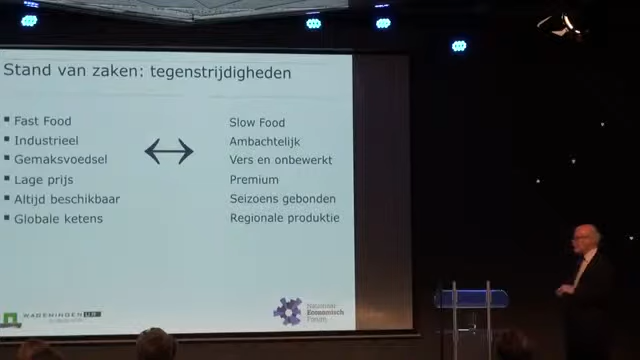 Stand van zaken: tegenstrijdigheden
Fast Food
Industrieel
Gemaksvoedsel
Lage prijs
Altijd beschikbaar
Globale ketens
Slow Food
Ambachtelijk
Vers en onbewerkt
Premium
Seizoens gebonden
Regionale produktie
WAGENINGEN UR
Nationaal
Economisch
Forum